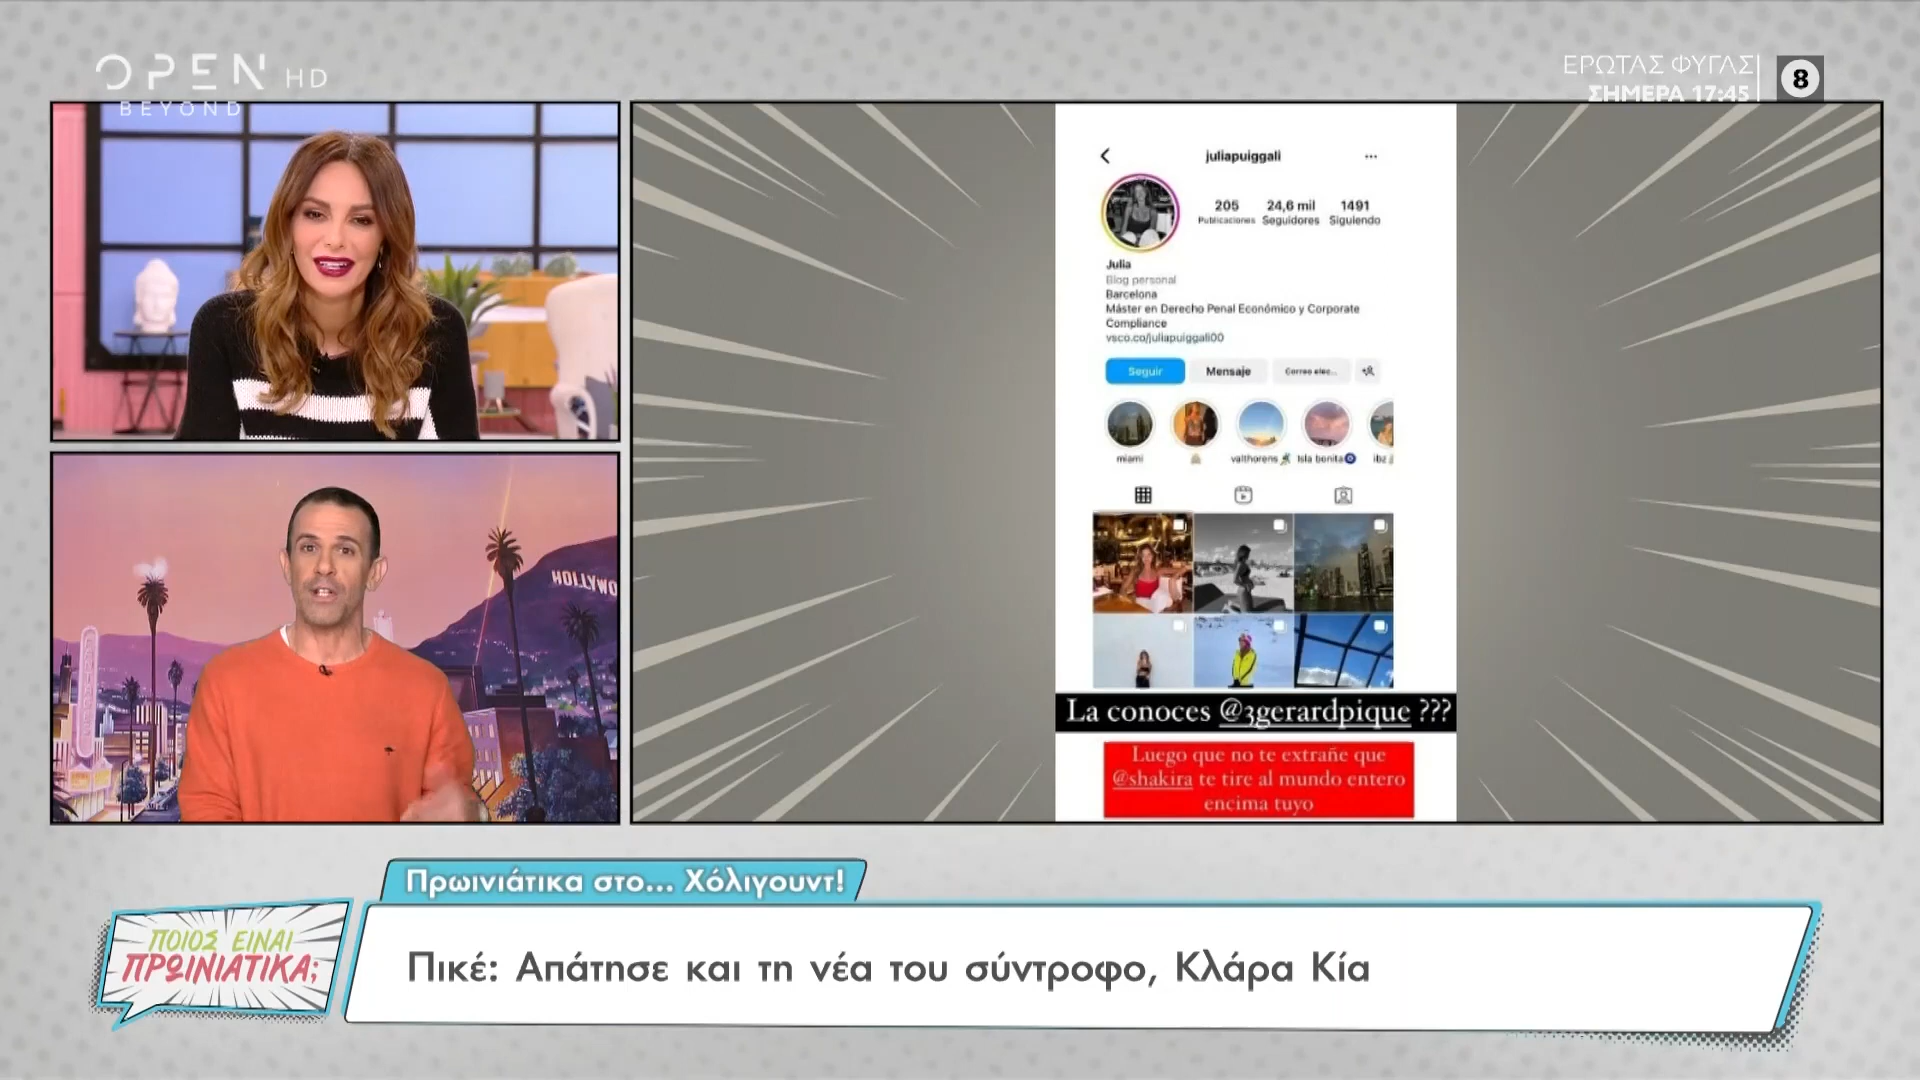 OPEN HD
BEYOND
ΕΡΩΤΑΣ ΦΥΓΑΣ
ΣΗΜΕΡΑ 17:45
8
juliapuiggali
205 24,6 mil 1491
Publicaciones Seguidores Siguiendo
Julia
Blog personal
Barcelona
Máster en Derecho Penal Económico y Corporate
Compliance
vsco.co/juliapuiggali00
Seguir Mensaje Correo elec...
miami valthorens Isla bonita ibz
HOLLYWO
La conoces @3gerardpique ???
Luego que no te extrañe que
@shakira te tire al mundo entero
encima tuyo
Πρωινιάτικα στο... Χόλιγουντ!
ΠΟΙΟΣ ΕΙΝΑΙ
ΠΡΩΙΝΙΑΤΙΚΑ;
Πικέ: Απάτησε και τη νέα του σύντροφο, Κλάρα Κία